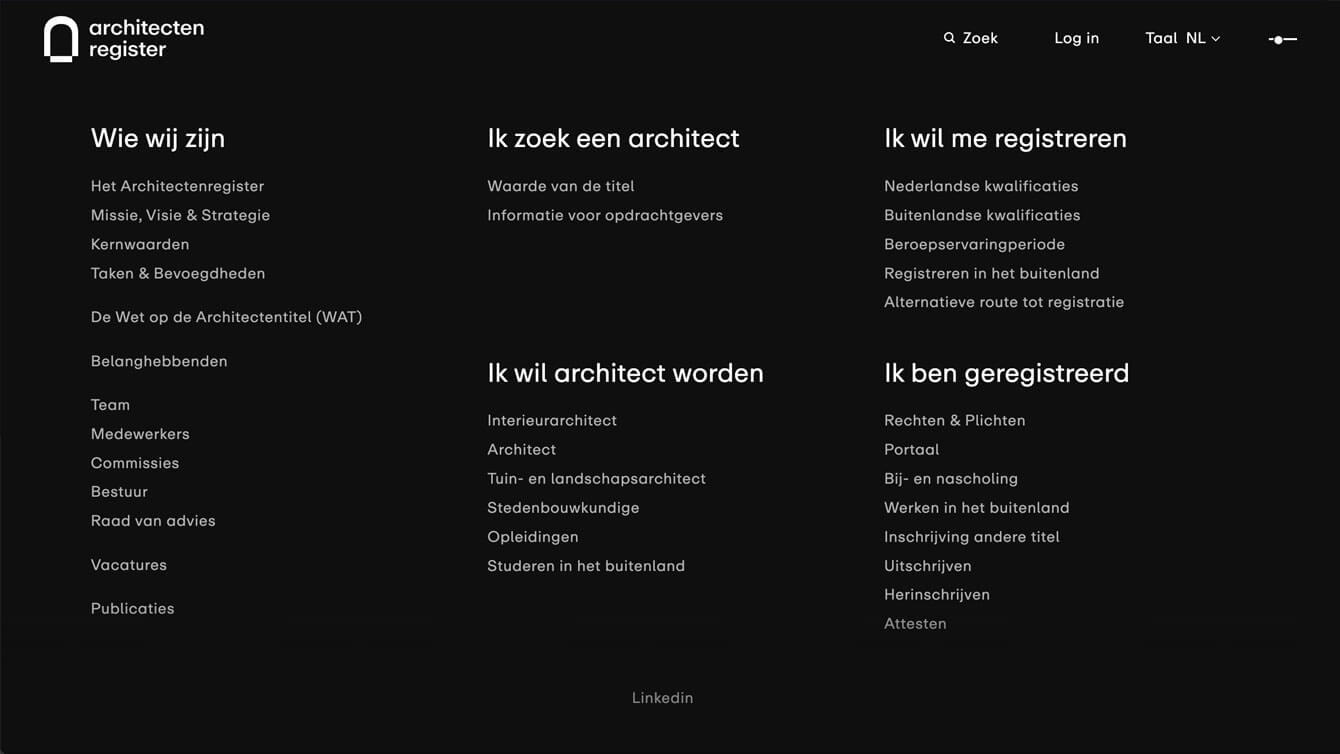 architecten
register
Zoek
Log in
Taal NL
Wie wij zijn
Het Architectenregister
Missie, Visie & Strategie
Kernwaarden
Taken & Bevoegdheden
De Wet op de Architectentitel (WAT)
Belanghebbenden
Team
Medewerkers
Commissies
Bestuur
Raad van advies
Vacatures
Publicaties
Ik zoek een architect
Waarde van de titel
Informatie voor opdrachtgevers
Ik wil architect worden
Interieurarchitect
Architect
Tuin- en landschapsarchitect
Stedenbouwkundige
Opleidingen
Studeren in het buitenland
Ik wil me registreren
Nederlandse kwalificaties
Buitenlandse kwalificaties
Beroepservaringperiode
Registreren in het buitenland
Alternatieve route tot registratie
Ik ben geregistreerd
Rechten & Plichten
Portaal
Bij- en nascholing
Werken in het buitenland
Inschrijving andere titel
Uitschrijven
Herinschrijven
Attesten
Linkedin